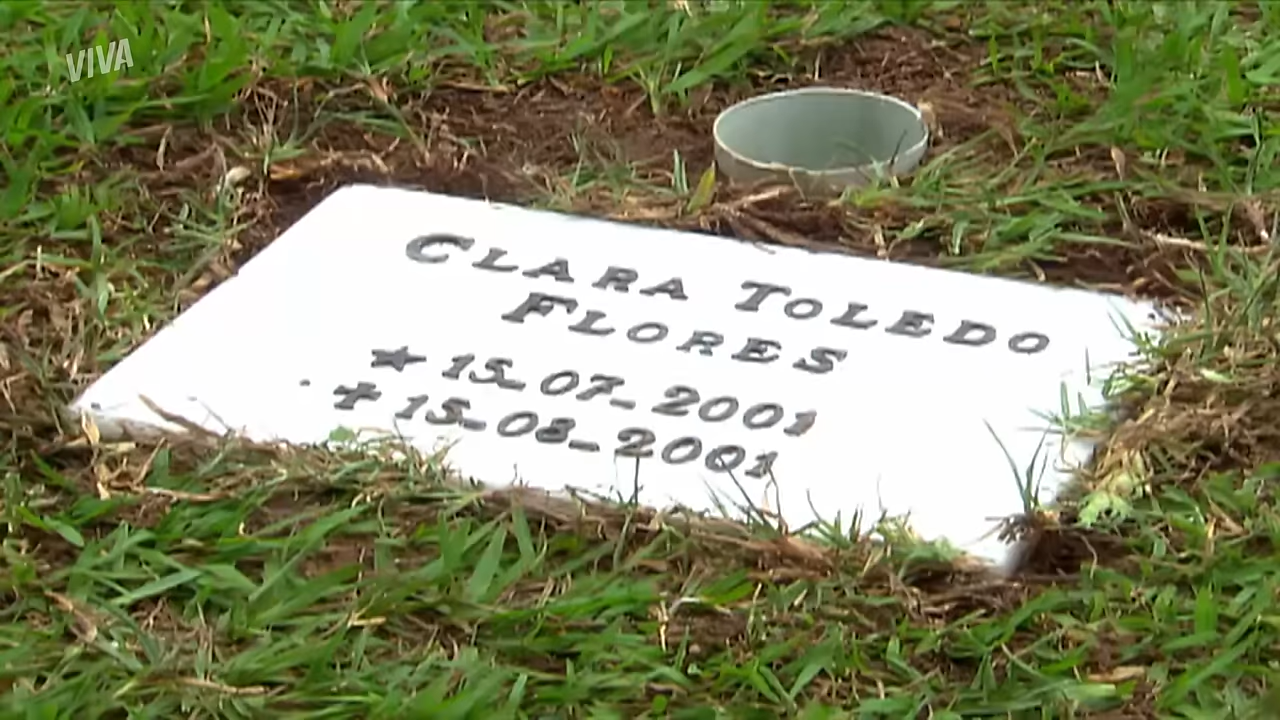 VIVA
CLARA TOLEDO
FLORES
★ 15-07-2001
✝ 15-08-2001